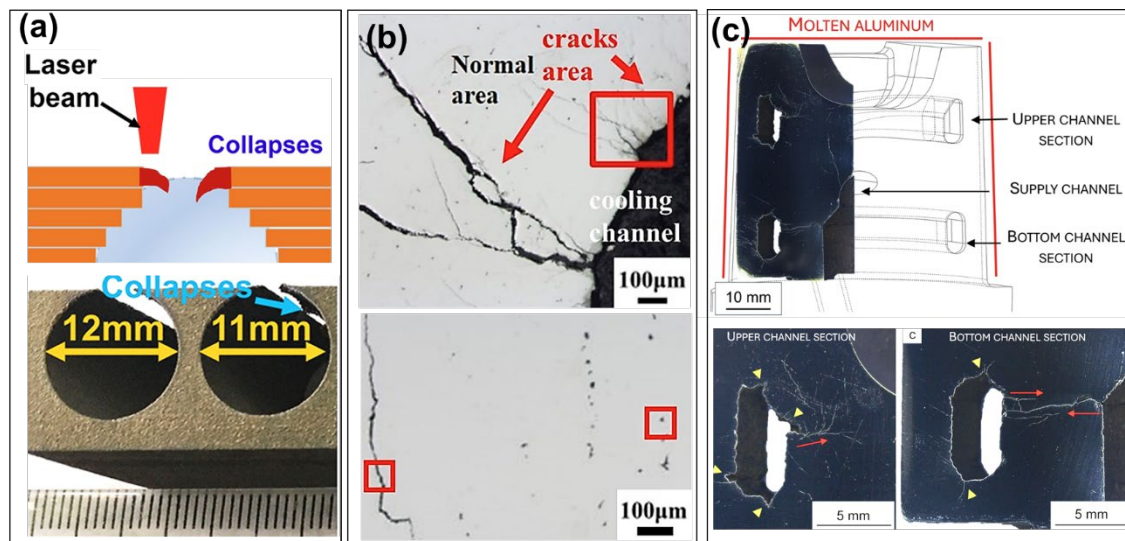 (a)
Laser
beam
Collapses
Collapses
12mm
11mm
(b)
cracks
area
Normal
area
cooling
channel
100μm
100μm
(c)
MOLTEN ALUMINUM
UPPER CHANNEL
SECTION
SUPPLY CHANNEL
BOTTOM CHANNEL
SECTION
10 mm
UPPER CHANNEL SECTION
5 mm
C
BOTTOM CHANNEL SECTION
5 mm